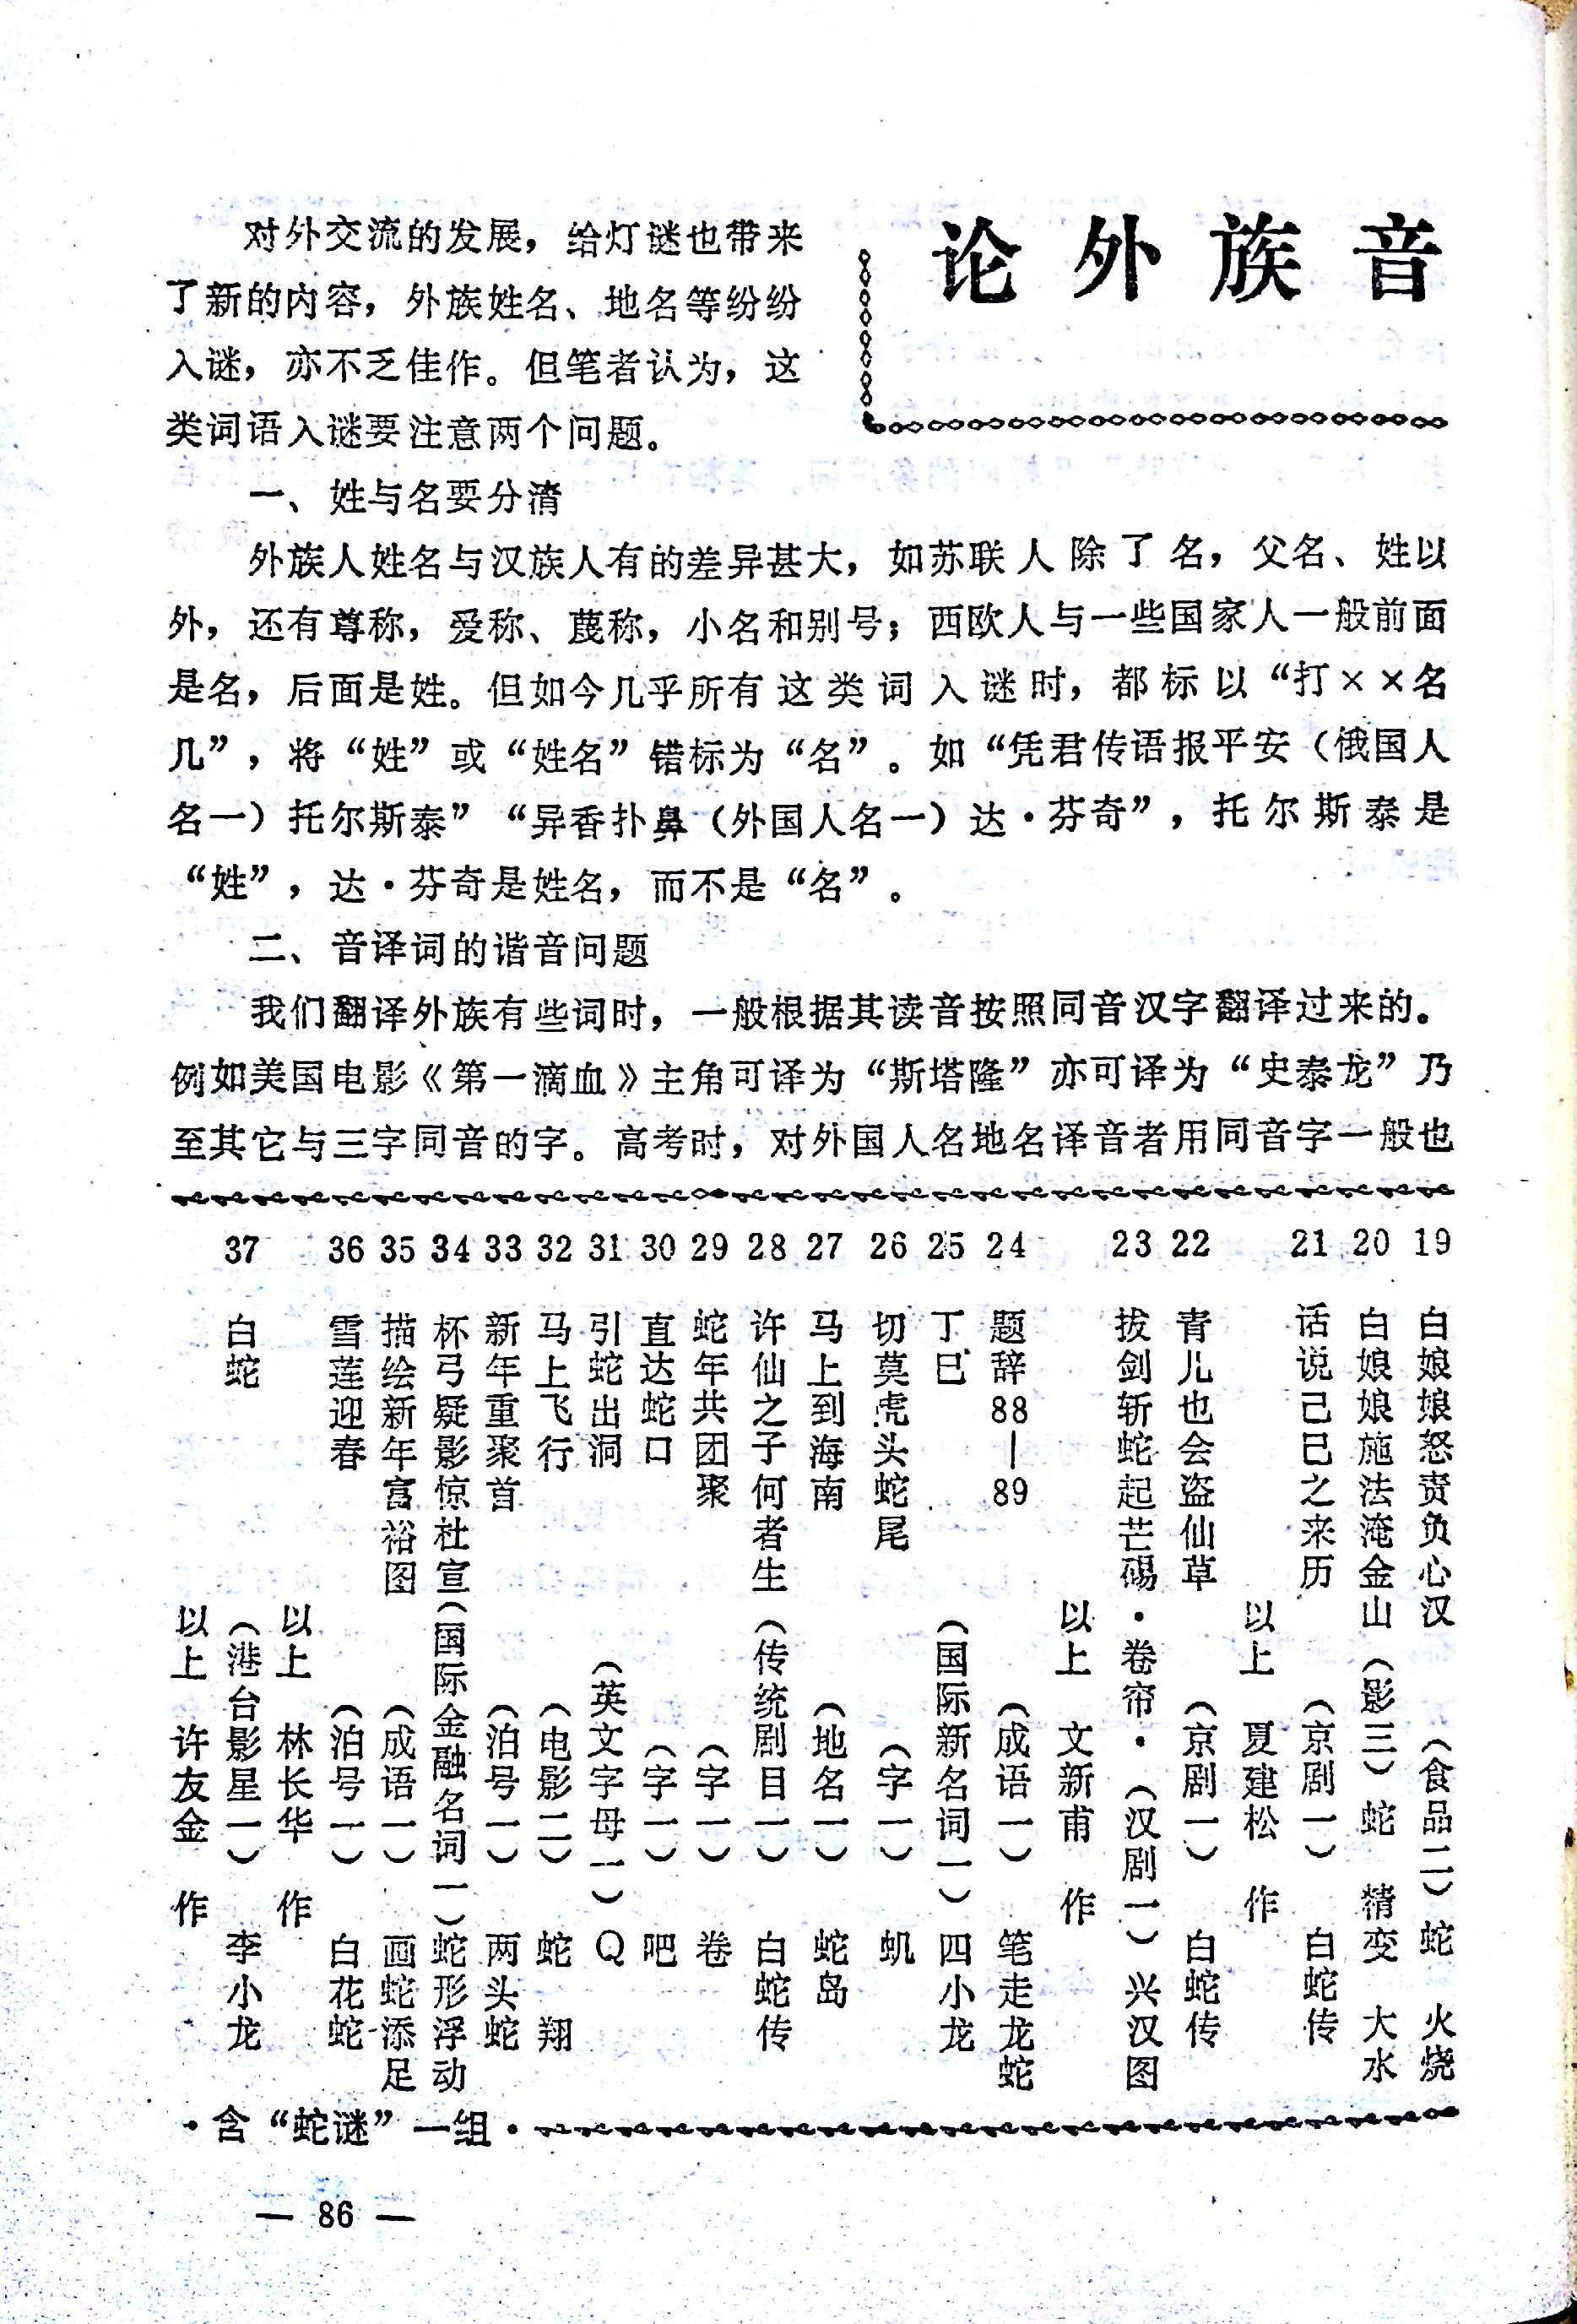 论外族音
对外交流的发展，给灯谜也带来
了新的内容，外族姓名、地名等纷纷
入谜，亦不乏佳作。但笔者认为，这
类词语入谜要注意两个问题。
一、姓与名要分清
外族人姓名与汉族人有的差异甚大，如苏联人除了名，父名、姓以
外，还有尊称，爱称、蔑称，小名和别号；西欧人与一些国家人一般前面
是名，后面是姓。但如今几乎所有这类词入谜时，都标以“打××名
几”，将“姓”或“姓名”错标为“名”。如“凭君传语报平安（俄国人
名一）托尔斯泰”“异香扑鼻（外国人名一）达·芬奇”，托尔斯泰是
“姓”，达·芬奇是姓名，而不是“名”。
二、音译词的谐音问题
我们翻译外族有些词时，一般根据其读音按照同音汉字翻译过来的。
例如美国电影《第一滴血》主角可译为“斯塔隆”亦可译为“史泰龙”乃
至其它与三字同音的字。高考时，对外国人名地名译音者用同音字一般也
19 白娘娘怒责负心汉 （食品二）蛇 火烧
20 白娘娘施法淹金山（影三）蛇 精变 大水
21 话说己巳之来历 （京剧一） 白蛇传
以上 夏建松 作
22 青儿也会盗仙草 （京剧一） 白蛇传
23 拔剑斩蛇起芒砀·卷帘·（汉剧一）兴汉图
以上 文新甫 作
24 题辞88—89 （成语一） 笔走龙蛇
25 丁巳 （国际新名词一） 四小龙
26 切莫虎头蛇尾 （字一） 虮
27 马上到海南 （地名一） 蛇岛
28 许仙之子何者生（传统剧目一） 白蛇传
29 蛇年共团聚 （字一） 卷
30 直达蛇口 （字一） 吧
31 引蛇出洞 （英文字母一）Q
32 马上飞行 （电影二） 蛇 翔
33 新年重聚首 （泊号一） 两头蛇
34 杯弓疑影惊杜宣（国际金融名词一）蛇形浮动
35 描绘新年富裕图 （成语一） 画蛇添足
36 雪莲迎春 （泊号一） 白花蛇
以上 林长华 作
37 白蛇 （港台影星一） 李小龙
以上 许友金 作
·含“蛇谜”一组·
— 86 —